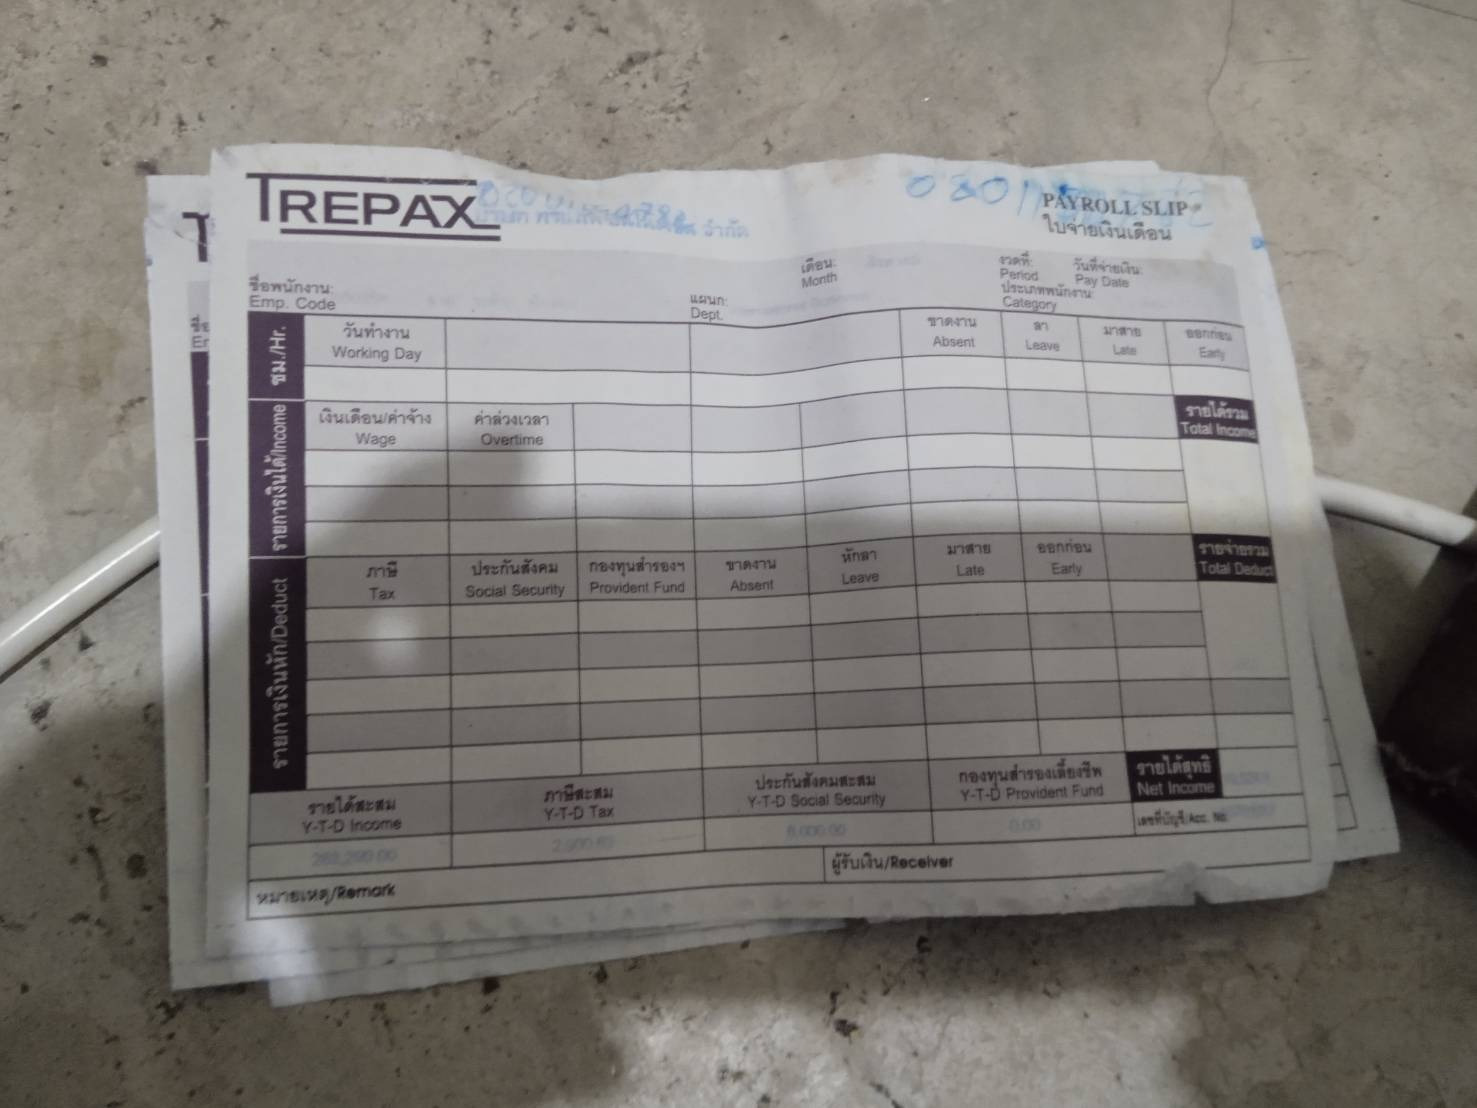 TREPAX
จำกัด
PAYROLL SLIP
ใบจ่ายเงินเดือน
ชื่อพนักงาน:
Emp. Code
แผนก:
Dept.
เดือน:
Month
งวดที่:
Period
วันที่จ่ายเงิน:
Pay Date
ประเภทพนักงาน:
Category
ชม./Hr.
วันทำงาน
Working Day
ขาดงาน
Absent
ลา
Leave
มาสาย
Late
ออกก่อน
Early
รายการเงินได้/Income
เงินเดือน/ค่าจ้าง
Wage
ค่าล่วงเวลา
Overtime
รายได้รวม
Total Income
รายการเงินหัก/Deduct
ภาษี
Tax
ประกันสังคม
Social Security
กองทุนสำรองฯ
Provident Fund
ขาดงาน
Absent
หักลา
Leave
มาสาย
Late
ออกก่อน
Early
รายจ่ายรวม
Total Deduct
รายได้สะสม
Y-T-D Income
ภาษีสะสม
Y-T-D Tax
ประกันสังคมสะสม
Y-T-D Social Security
กองทุนสำรองเลี้ยงชีพ
Y-T-D Provident Fund
รายได้สุทธิ
Net Income
เลขที่บัญชี/Acc. No.
0.00
หมายเหตุ/Remark
ผู้รับเงิน/Receiver